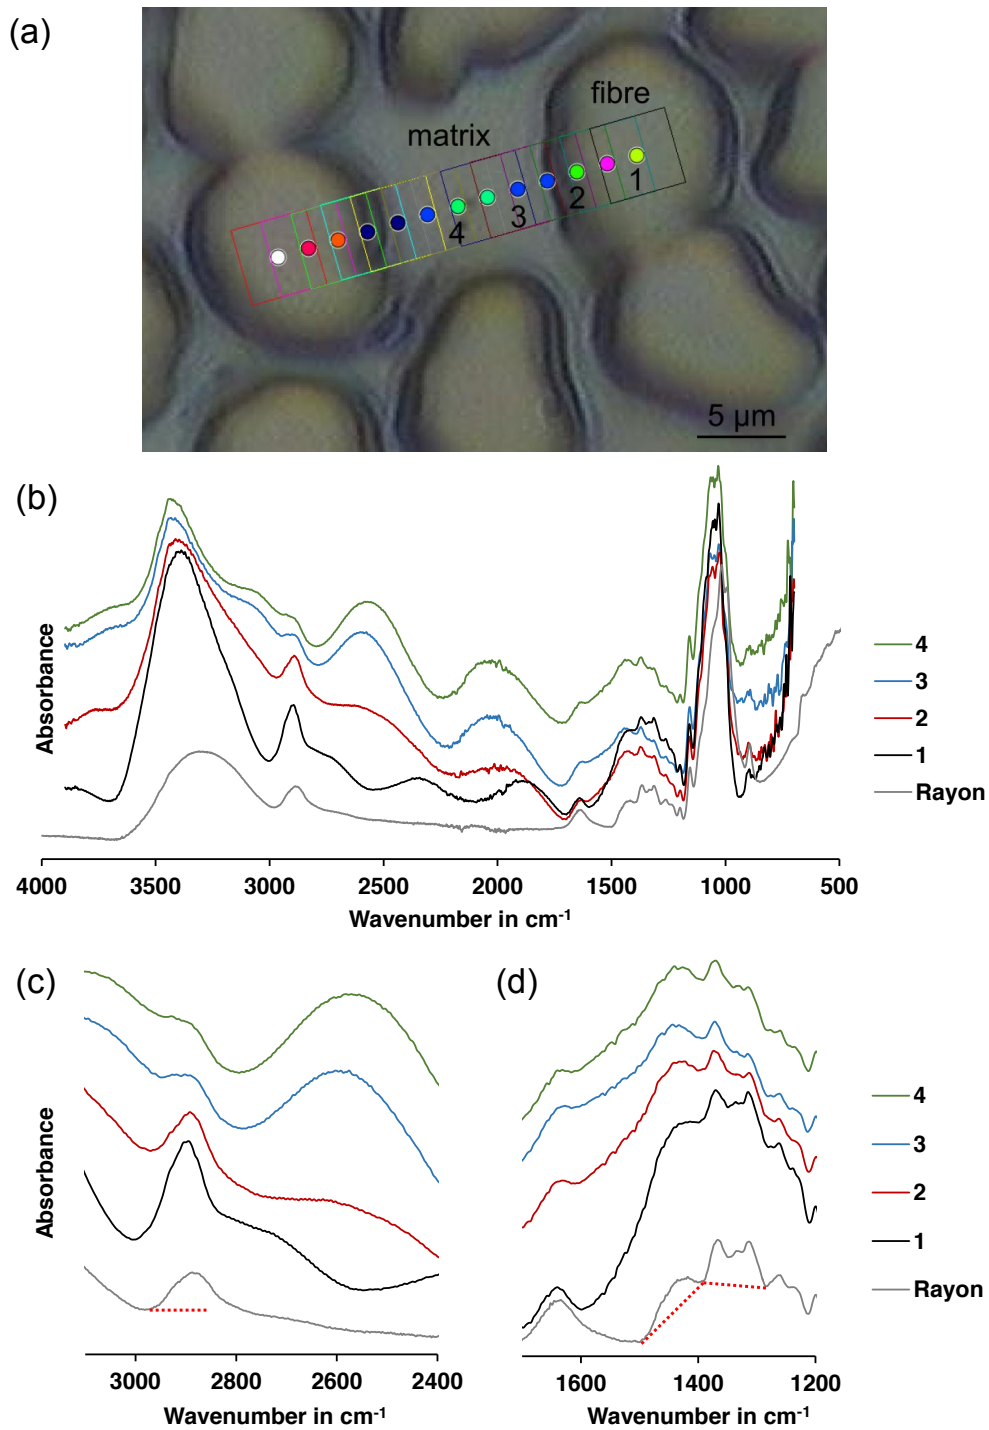 (a)
fibre
matrix
1
2
3
4
5 µm
(b)
Absorbance
4
3
2
1
Rayon
4000 3500 3000 2500 2000 1500 1000 500
Wavenumber in cm-1
(c)
(d)
Absorbance
4
3
2
1
Rayon
3000 2800 2600 2400
1600 1400 1200
Wavenumber in cm-1
Wavenumber in cm-1